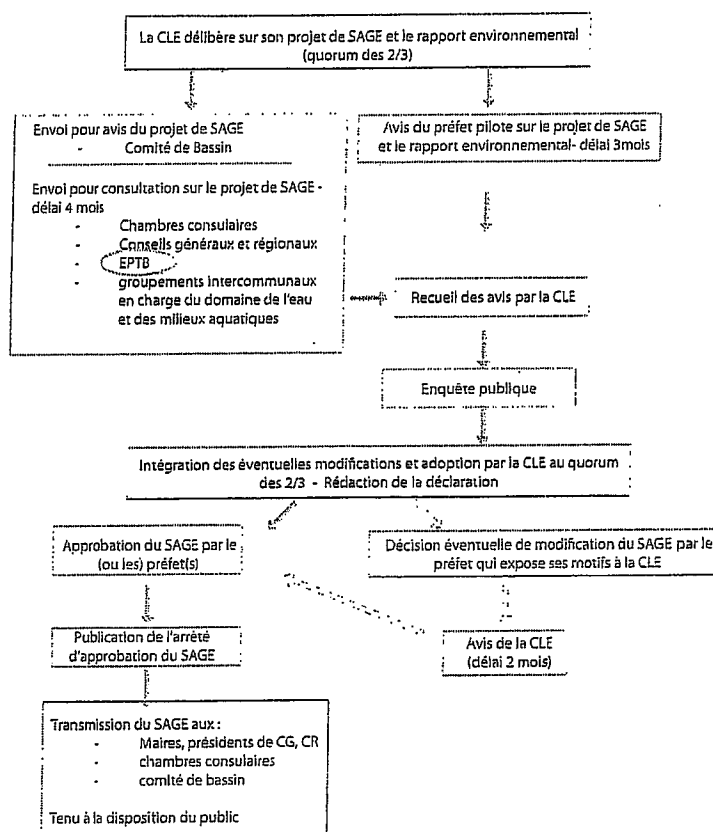 La CLE délibère sur son projet de SAGE et le rapport environnemental
(quorum des 2/3)
Envoi pour avis du projet de SAGE
- Comité de Bassin
Envoi pour consultation sur le projet de SAGE -
délai 4 mois
- Chambres consulaires
- Conseils généraux et régionaux
- EPTB
- groupements intercommunaux
en charge du domaine de l'eau
et des milieux aquatiques
Avis du préfet pilote sur le projet de SAGE
et le rapport environnemental- délai 3mois
Recueil des avis par la CLE
Enquête publique
Intégration des éventuelles modifications et adoption par la CLE au quorum
des 2/3 - Rédaction de la déclaration
Approbation du SAGE par le
(ou les) préfet(s)
Décision éventuelle de modification du SAGE par le
préfet qui expose ses motifs à la CLE
Publication de l'arrêté
d'approbation du SAGE
Avis de la CLE
(délai 2 mois)
Transmission du SAGE aux :
- Maires, présidents de CG, CR
- chambres consulaires
- comité de bassin
Tenu à la disposition du public